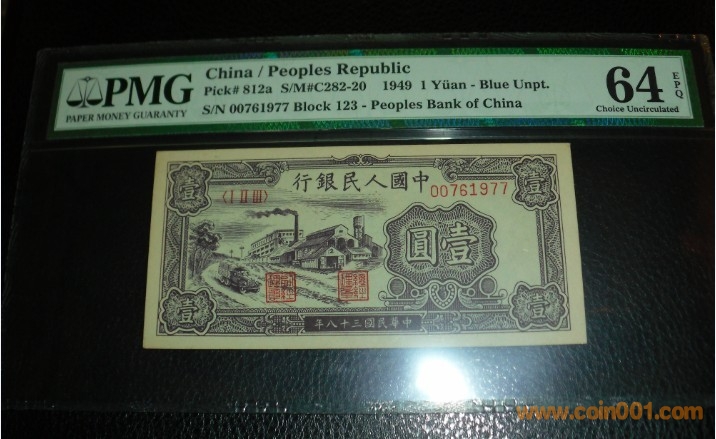 PMG
PAPER MONEY GUARANTY
China / Peoples Republic
Pick# 812a S/M#C282-20 1949 1 Yüan - Blue Unpt.
S/N 00761977 Block 123 - Peoples Bank of China
64 EPQ
Choice Uncirculated
行銀民人國中
壹
壹
〈I II III〉
00761977
圓壹
壹
壹
年八十三國民華中
www.coin001.com